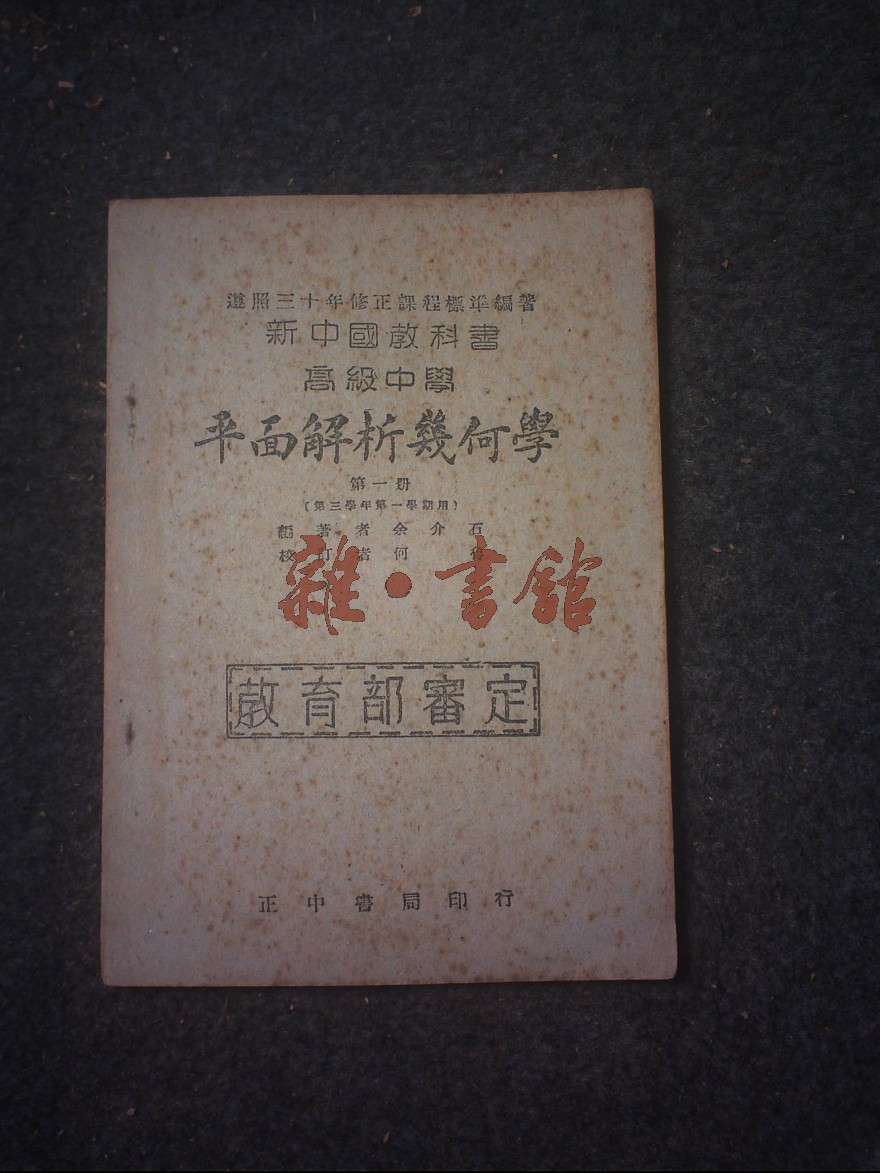 遵照三十年修正課程標準編著
新中國教科書
高級中學
平面解析幾何學
第一册
(第三學年第一學期用)
編著者余介石
校訂者何
雜·書館
教育部審定
正中書局印行